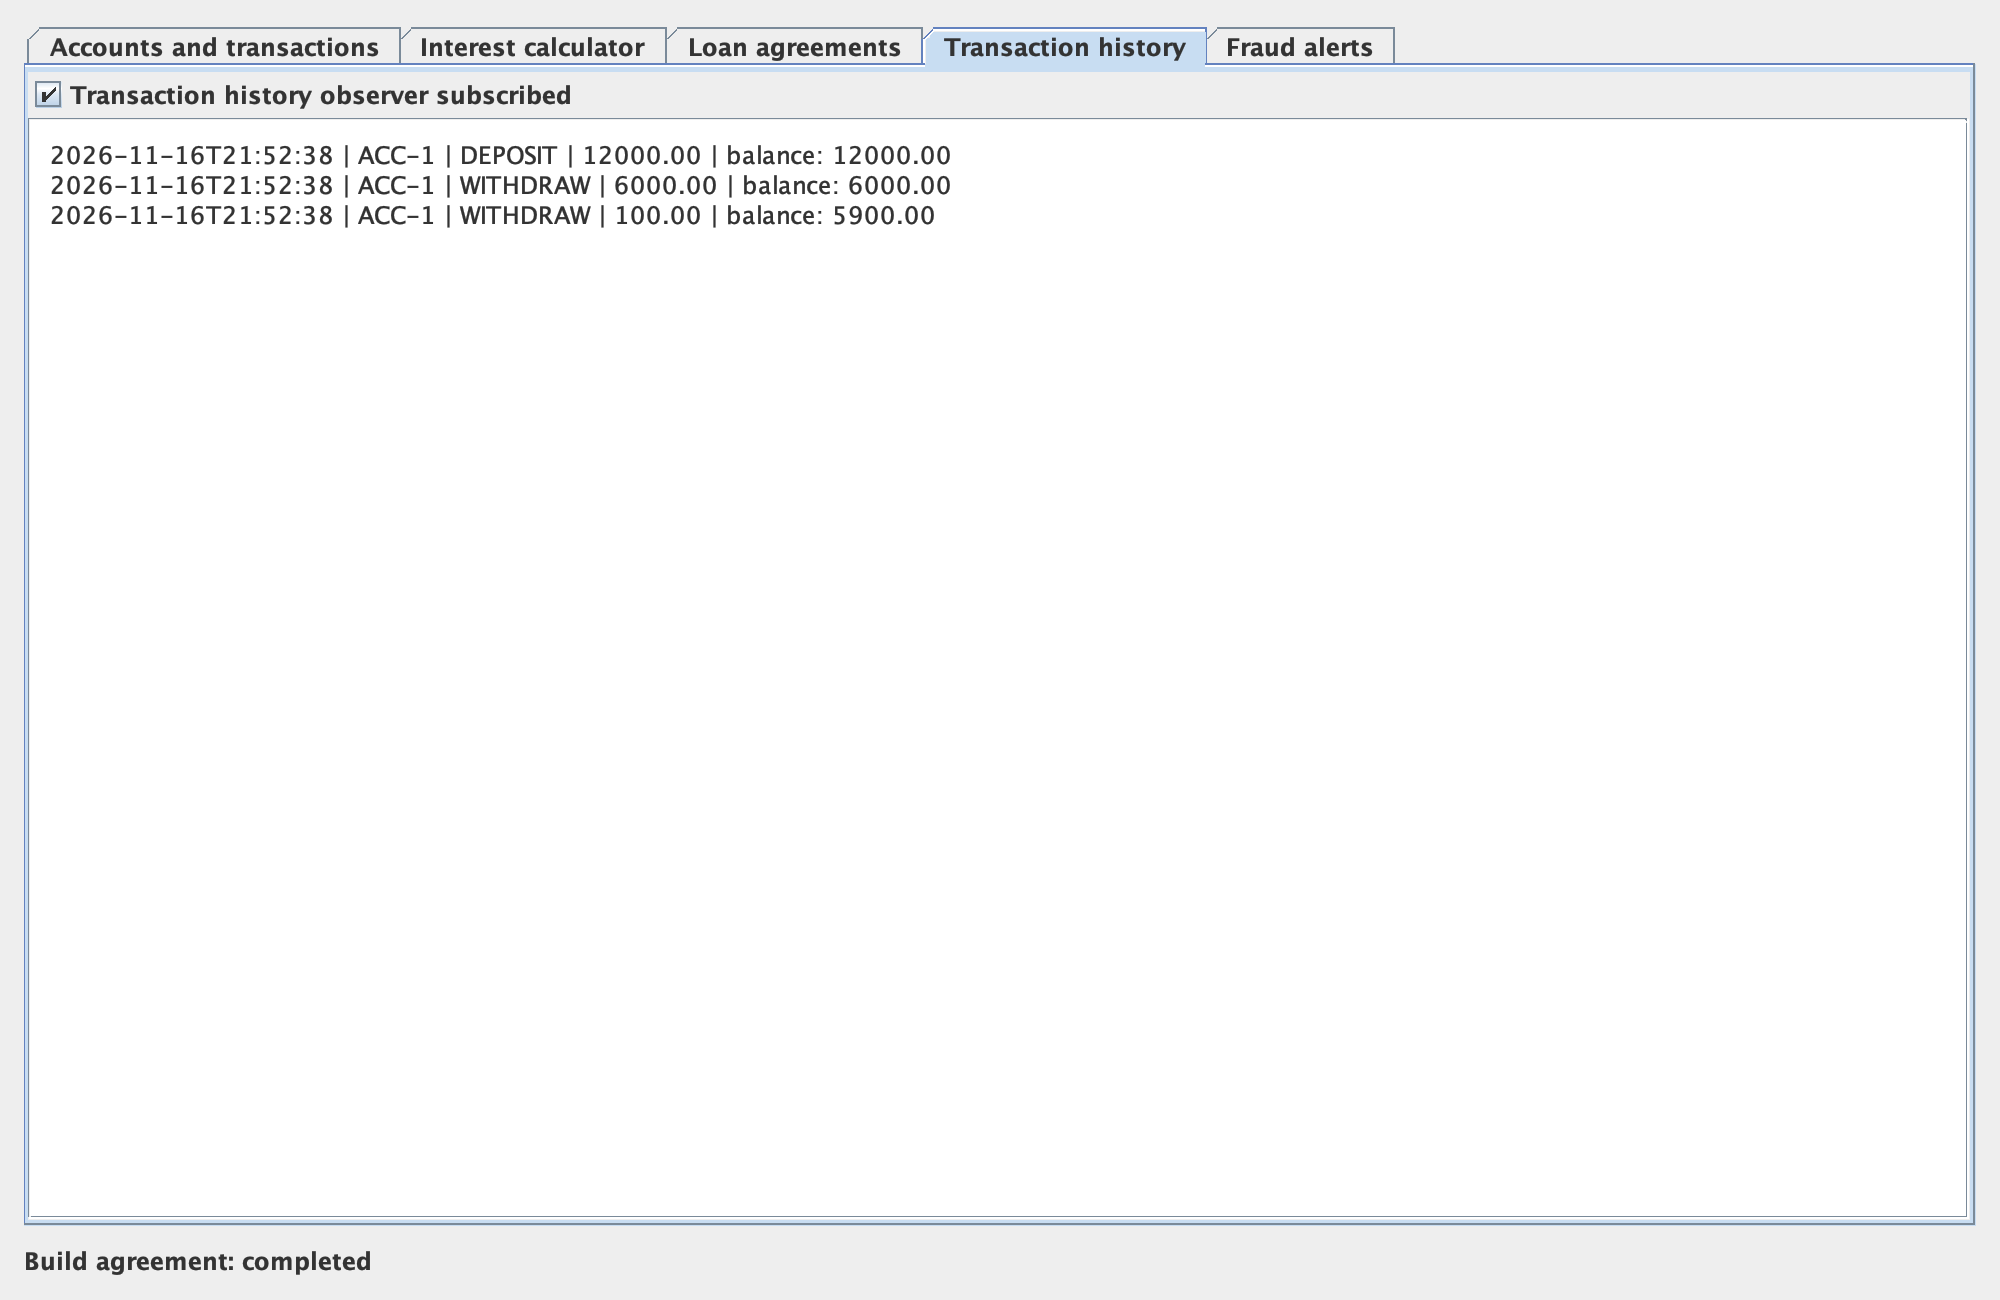 Accounts and transactions Interest calculator Loan agreements Transaction history Fraud alerts
Transaction history observer subscribed
2026-11-16T21:52:38 | ACC-1 | DEPOSIT | 12000.00 | balance: 12000.00
2026-11-16T21:52:38 | ACC-1 | WITHDRAW | 6000.00 | balance: 6000.00
2026-11-16T21:52:38 | ACC-1 | WITHDRAW | 100.00 | balance: 5900.00
Build agreement: completed